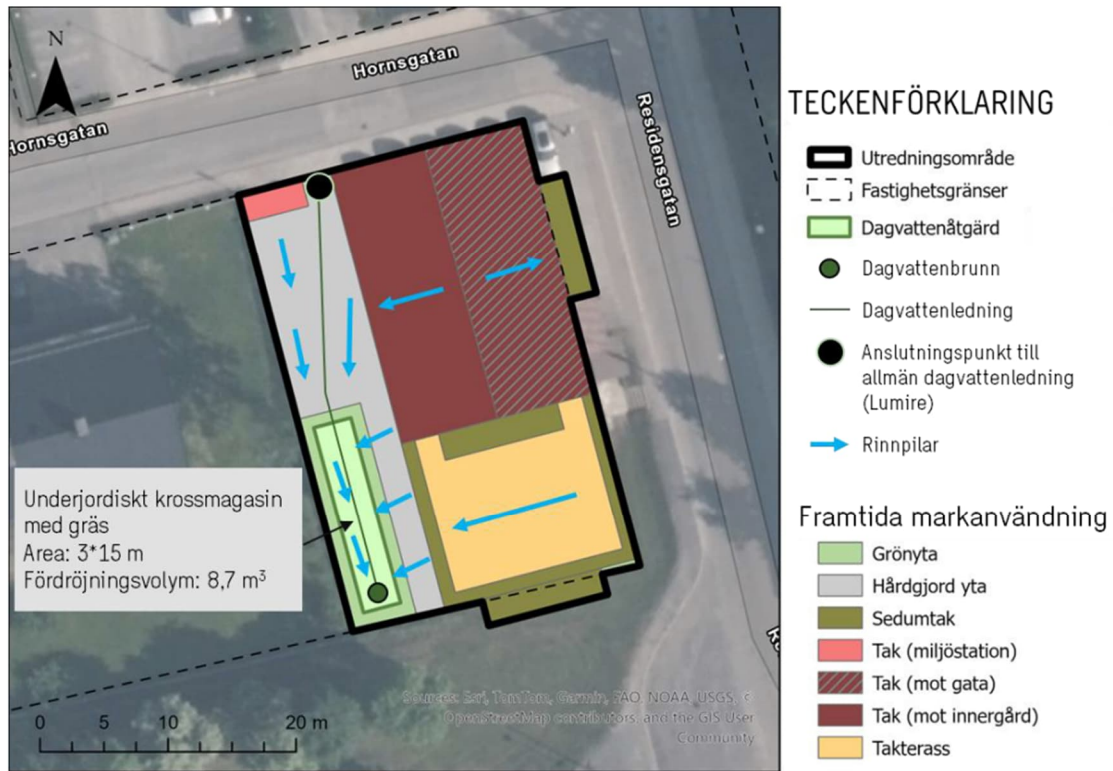 N
Hornsgatan
Hornsgatan
Residensgatan
Underjordiskt krossmagasin
med gräs
Area: 3*15 m
Fördröjningsvolym: 8,7 m³
0 5 10 20 m
Sources: Esri, TomTom, Garmin, FAO, NOAA, USGS, ©
OpenStreetMap contributors, and the GIS User
Community
TECKENFÖRKLARING
Utredningsområde
Fastighetsgränser
Dagvattenåtgärd
Dagvattenbrunn
Dagvattenledning
Anslutningspunkt till
allmän dagvattenledning
(Lumire)
Rinnpilar
Framtida markanvändning
Grönyta
Hårdgjord yta
Sedumtak
Tak (miljöstation)
Tak (mot gata)
Tak (mot innergård)
Takterass